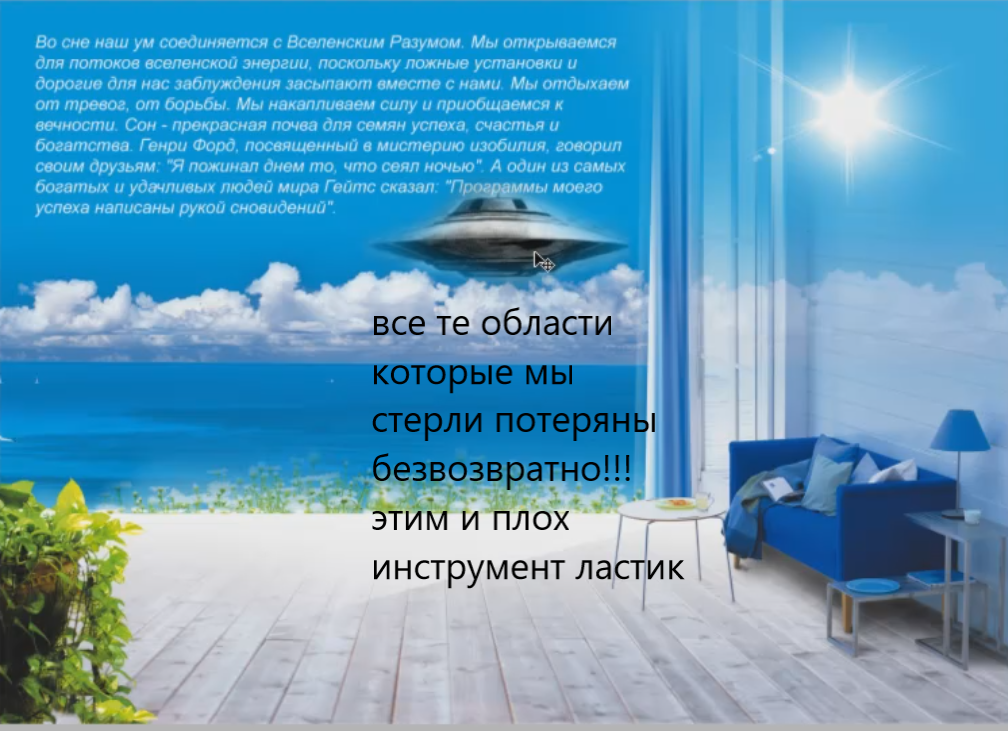 Во сне наш ум соединяется с Вселенским Разумом. Мы открываемся
для потоков вселенской энергии, поскольку ложные установки и
дорогие для нас заблуждения засыпают вместе с нами. Мы отдыхаем
от тревог, от борьбы. Мы накапливаем силу и приобщаемся к
вечности. Сон - прекрасная почва для семян успеха, счастья и
богатства. Генри Форд, посвященный в мистерию изобилия, говорил
своим друзьям: "Я пожинал днем то, что сеял ночью". А один из самых
богатых и удачливых людей мира Гейтс сказал: "Программы моего
успеха написаны рукой сновидений".
все те области
которые мы
стерли потеряны
безвозвратно!!!
этим и плох
инструмент ластик